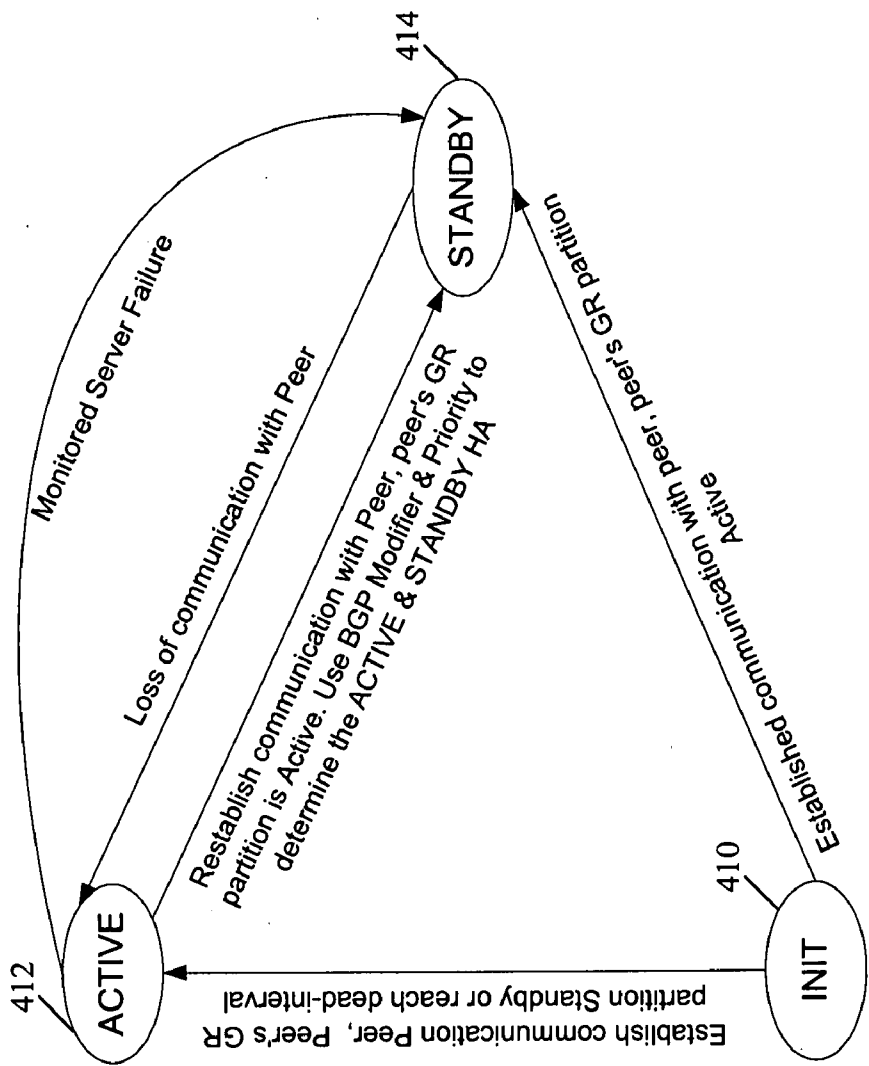 412
ACTIVE
Monitored Server Failure
Loss of communication with Peer
Restablish communication with Peer, peer's GR
partition is Active. Use BGP Modifier & Priority to
determine the ACTIVE & STANDBY HA
414
STANDBY
Establish communication Peer, Peer's GR
partition Standby or reach dead-interval
410
INIT
Established communication with peer, peer's GR partition
Active